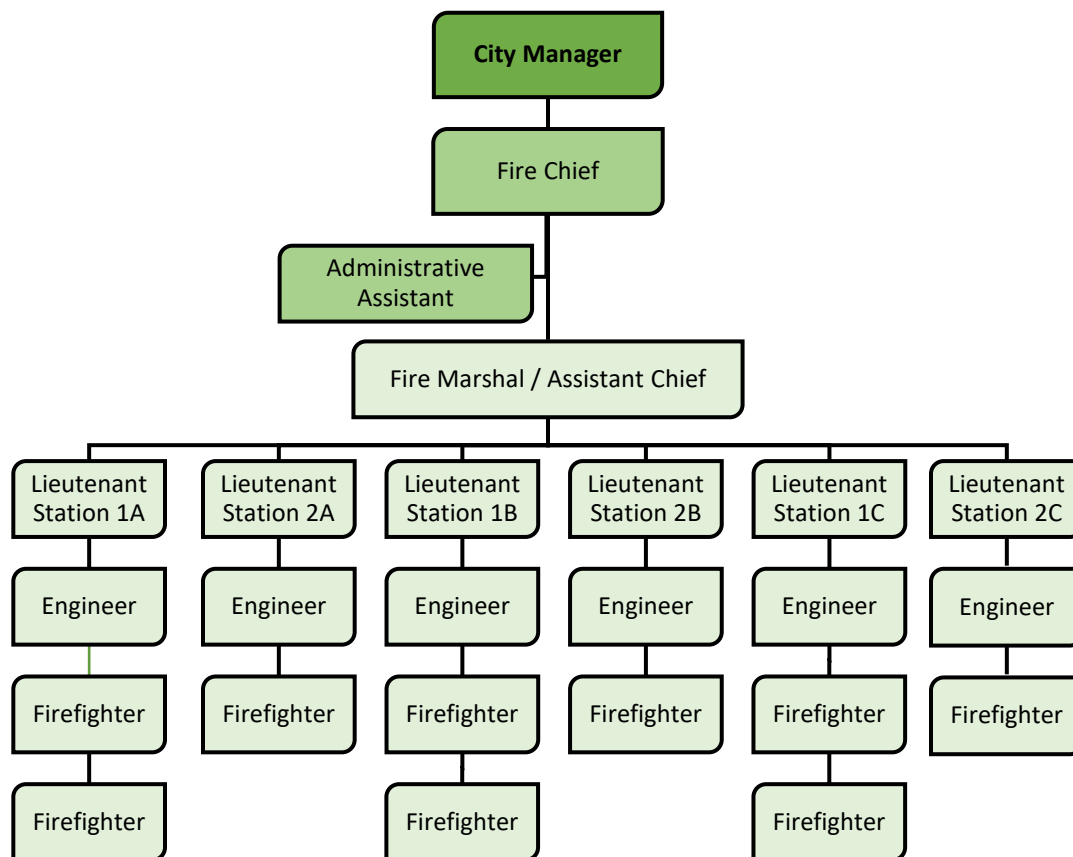 City Manager
Fire Chief
Administrative
Assistant
Fire Marshal / Assistant Chief
Lieutenant
Station 1A
Lieutenant
Station 2A
Lieutenant
Station 1B
Lieutenant
Station 2B
Lieutenant
Station 1C
Lieutenant
Station 2C
Engineer
Engineer
Engineer
Engineer
Engineer
Engineer
Firefighter
Firefighter
Firefighter
Firefighter
Firefighter
Firefighter
Firefighter
Firefighter
Firefighter